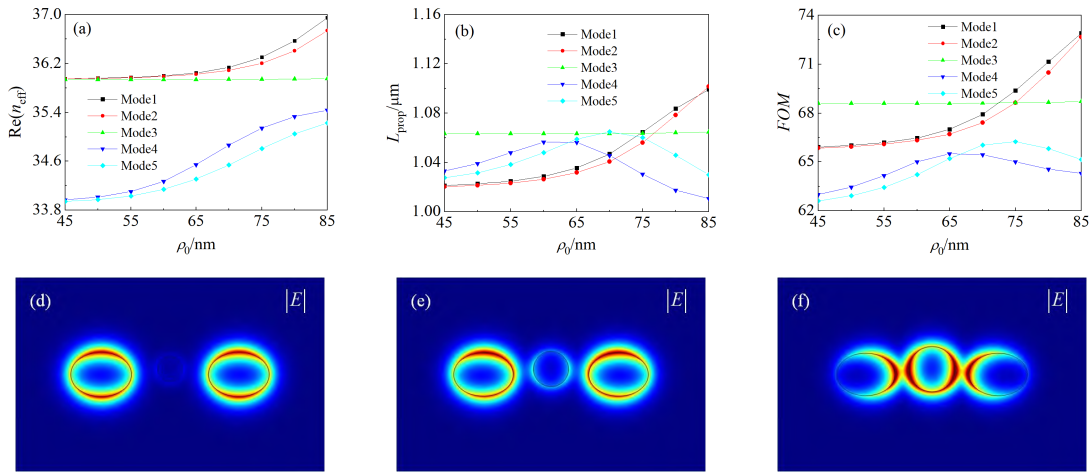 (a)
37.0
36.2
35.4
34.6
33.8
Re(n_eff)
Mode1
Mode2
Mode3
Mode4
Mode5
45 55 65 75 85
ρ₀/nm
(b)
1.16
1.12
1.08
1.04
1.00
L_prop/μm
Mode1
Mode2
Mode3
Mode4
Mode5
45 55 65 75 85
ρ₀/nm
(c)
74
71
68
65
62
FOM
Mode1
Mode2
Mode3
Mode4
Mode5
45 55 65 75 85
ρ₀/nm
(d) |E|
(e) |E|
(f) |E|